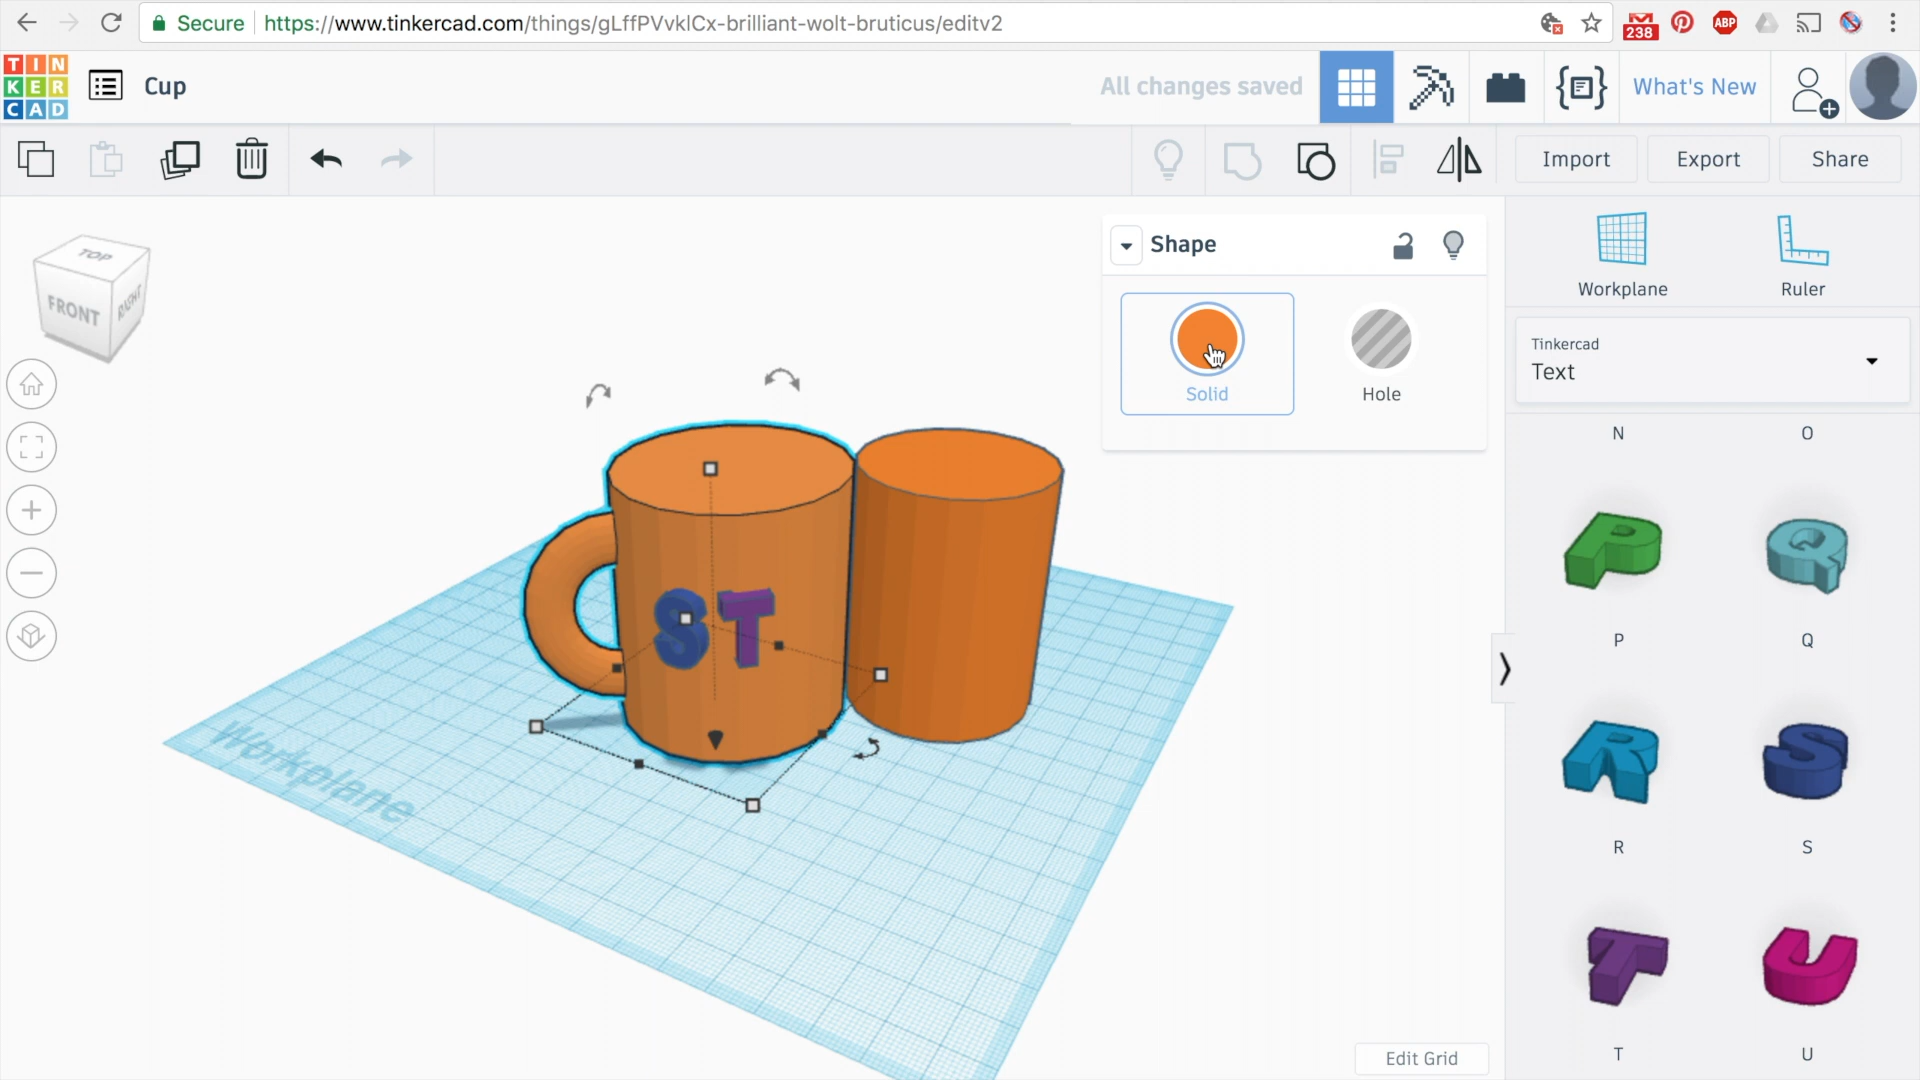 Secure https://www.tinkercad.com/things/gLffPVvklCx-brilliant-wolt-bruticus/editv2
238 ABP
TIN
KER
CAD
Cup
All changes saved
What's New
Import Export Share
TOP
FRONT RIGHT
Shape
Solid Hole
Workplane Ruler
Tinkercad
Text
N O
P Q
P Q
R S
R S
T U
T U
ST
Workplane
Edit Grid